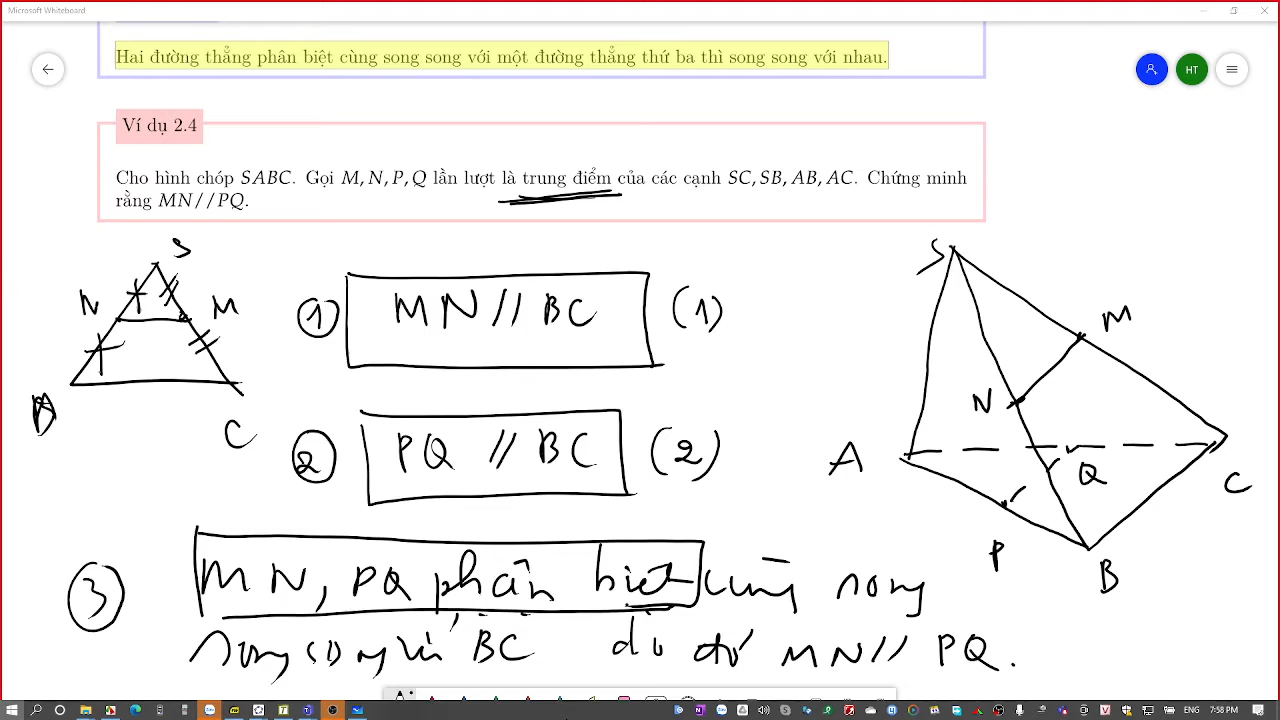 Microsoft Whiteboard
Hai đường thẳng phân biệt cùng song song với một đường thẳng thứ ba thì song song với nhau.
HT
Ví dụ 2.4
Cho hình chóp SABC. Gọi M, N, P, Q lần lượt là trung điểm của các cạnh SC, SB, AB, AC. Chứng minh
rằng MN//PQ.
S
N M
B C
① MN // BC (1)
② PQ // BC (2)
③ MN, PQ phân biệt cùng song
song với BC do đó MN // PQ.
S
M
N
A Q C
P B
7:58 PM